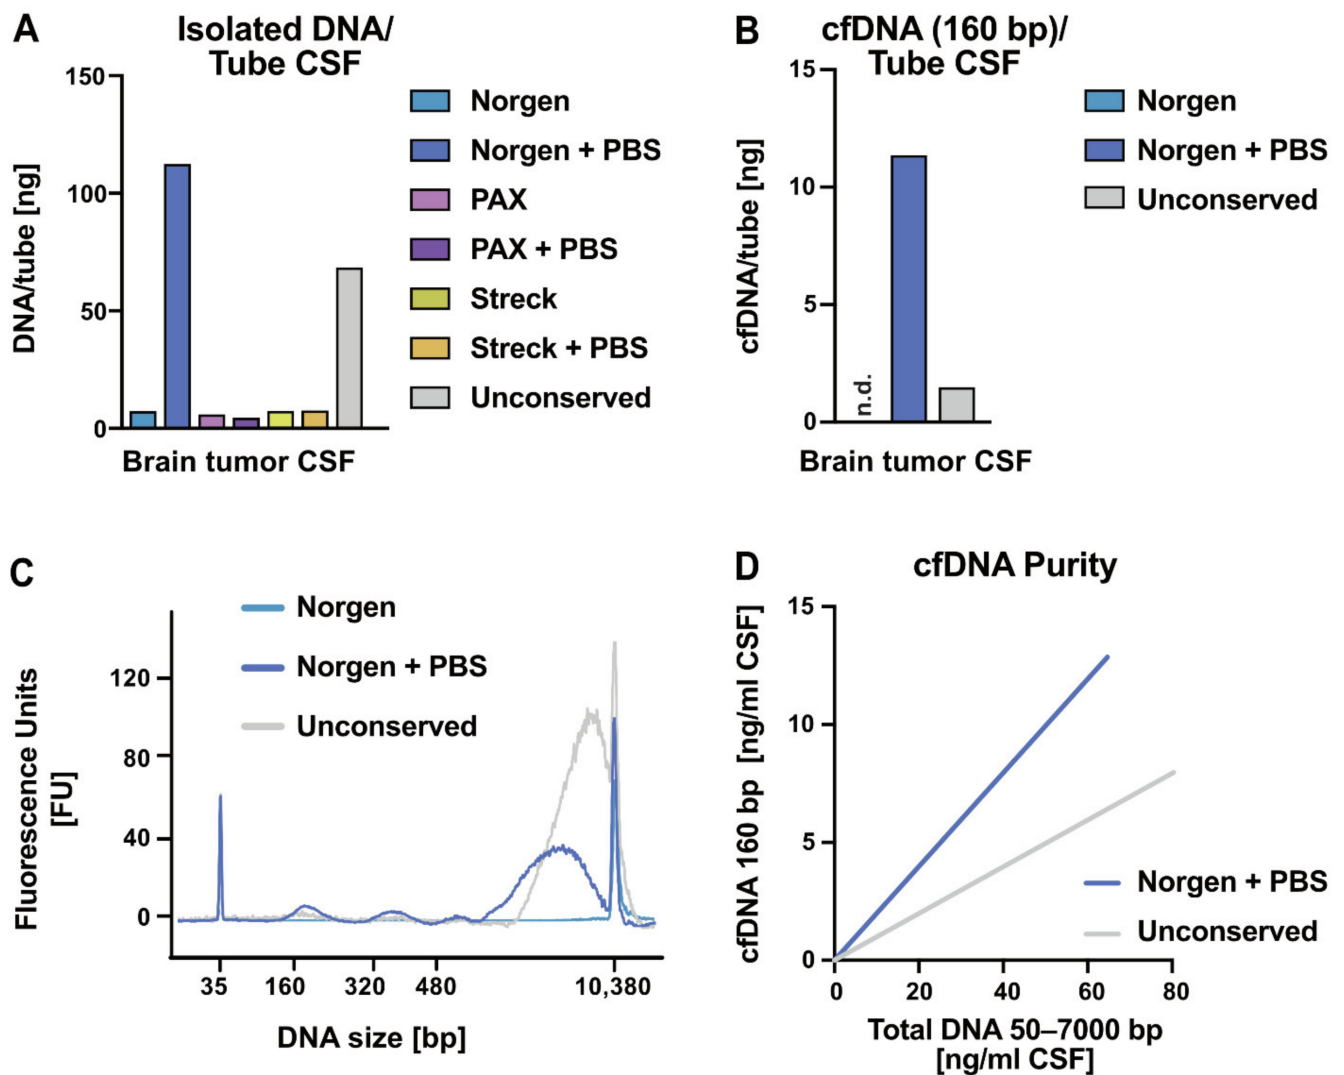 A
Isolated DNA/
Tube CSF
150
100
50
0
DNA/tube [ng]
Norgen
Norgen + PBS
PAX
PAX + PBS
Streck
Streck + PBS
Unconserved
Brain tumor CSF
B
cfDNA (160 bp)/
Tube CSF
15
10
5
0
cfDNA/tube [ng]
n.d.
Norgen
Norgen + PBS
Unconserved
Brain tumor CSF
C
Norgen
Norgen + PBS
Unconserved
Fluorescence Units
[FU]
120
80
40
0
35 160 320 480 10,380
DNA size [bp]
D
cfDNA Purity
15
10
5
0
cfDNA 160 bp [ng/ml CSF]
Norgen + PBS
Unconserved
0 20 40 60 80
Total DNA 50–7000 bp
[ng/ml CSF]